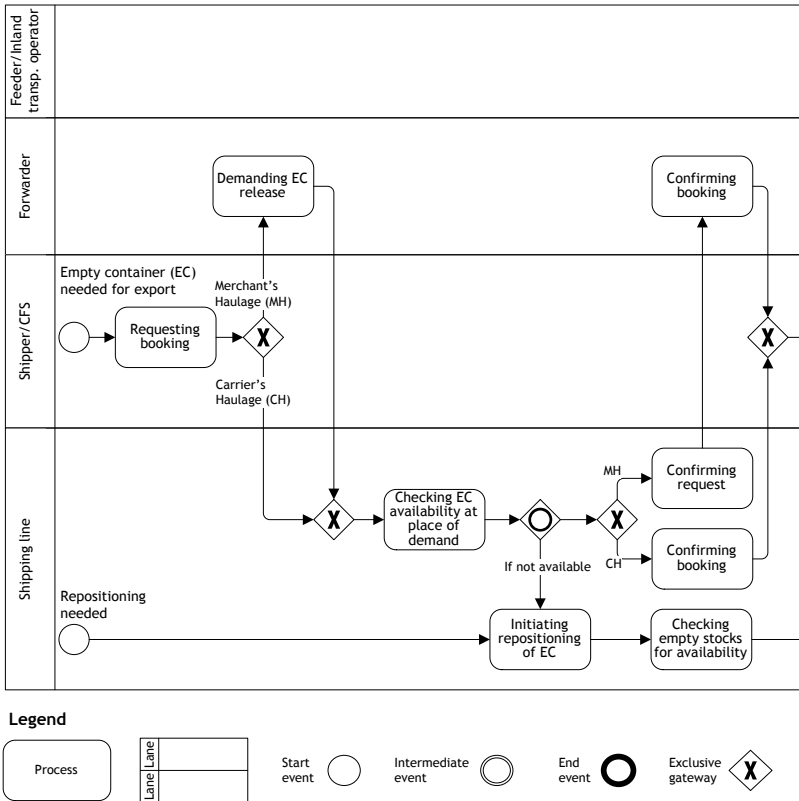 Feeder/Inland
transp. operator
Forwarder
Demanding EC
release
Confirming
booking
Shipper/CFS
Empty container (EC)
needed for export
Requesting
booking
Merchant's
Haulage (MH)
X
Carrier's
Haulage (CH)
X
Shipping line
X
Checking EC
availability at
place of
demand
If not available
X
MH
CH
Confirming
request
Confirming
booking
Repositioning
needed
Initiating
repositioning
of EC
Checking
empty stocks
for availability
Legend
Process
Lane
Lane
Start
event
Intermediate
event
End
event
Exclusive
gateway
X